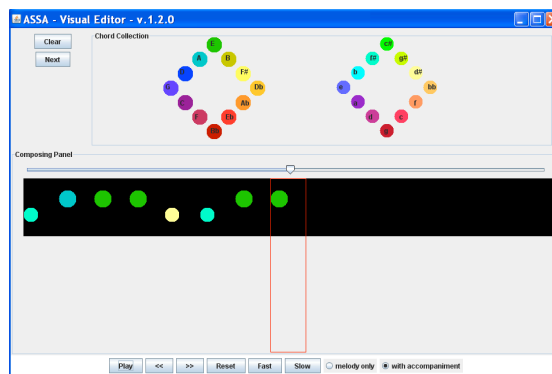 ASSA - Visual Editor - v.1.2.0
Clear
Next
Chord Collection
E
A B
D F#
G Db
C Ab
F Eb
Bb
c#
f# g#
b d#
e bb
a f
d c
g
Composing Panel
Play << >> Reset Fast Slow melody only with accompaniment